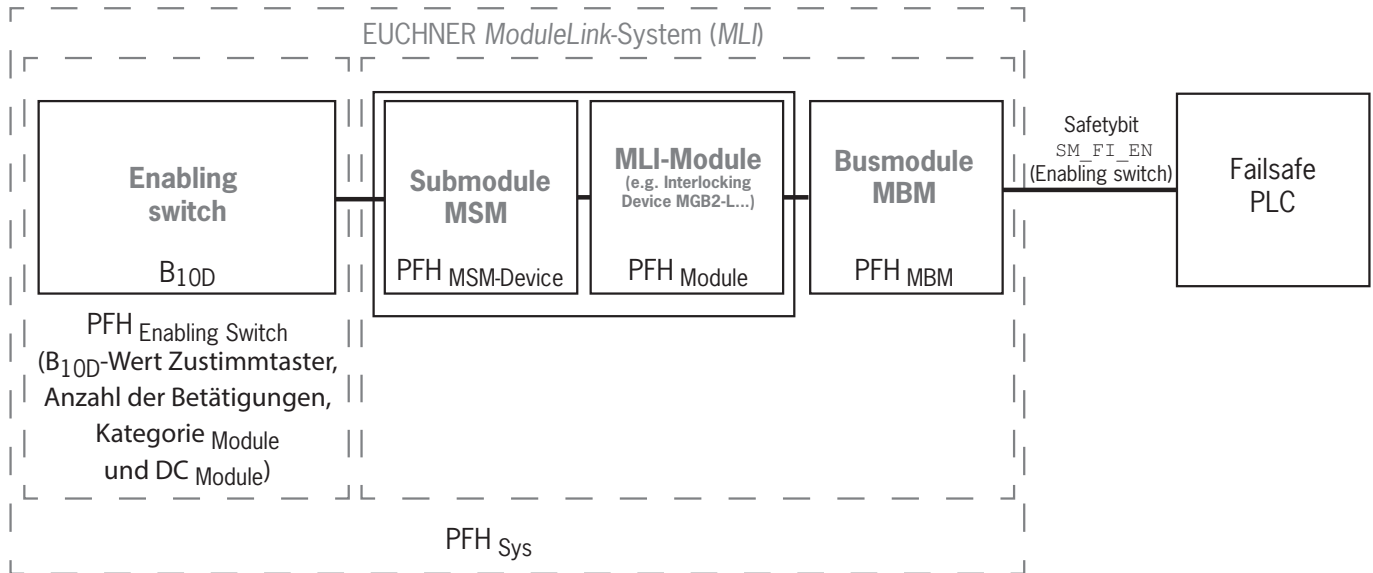 EUCHNER ModuleLink-System (MLI)
Enabling
switch
B10D
PFH Enabling Switch
(B10D-Wert Zustimmtaster,
Anzahl der Betätigungen,
Kategorie Module
und DC Module)
Submodule
MSM
PFH MSM-Device
MLI-Module
(e.g. Interlocking
Device MGB2-L...)
PFH Module
Busmodule
MBM
PFH MBM
Safetybit
SM_FI_EN
(Enabling switch)
Failsafe
PLC
PFH Sys